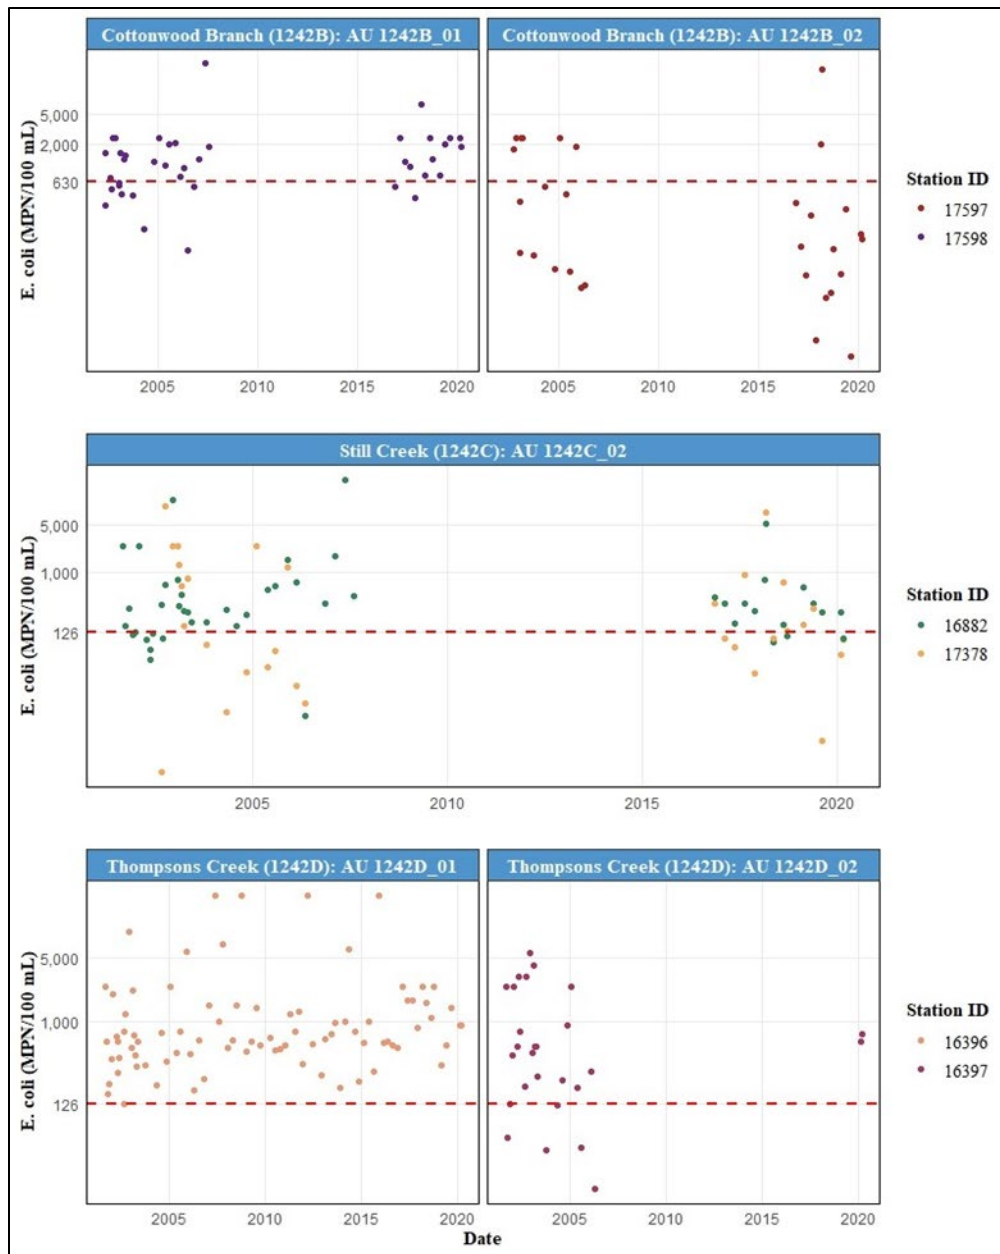 Cottonwood Branch (1242B): AU 1242B_01
Cottonwood Branch (1242B): AU 1242B_02
E. coli (MPN/100 mL)
5,000
2,000
630
2005
2010
2015
2020
2005
2010
2015
2020
Station ID
17597
17598
Still Creek (1242C): AU 1242C_02
E. coli (MPN/100 mL)
5,000
1,000
126
2005
2010
2015
2020
Station ID
16882
17378
Thompsons Creek (1242D): AU 1242D_01
Thompsons Creek (1242D): AU 1242D_02
E. coli (MPN/100 mL)
5,000
1,000
126
2005
2010
2015
2020
2005
2010
2015
2020
Station ID
16396
16397
Date